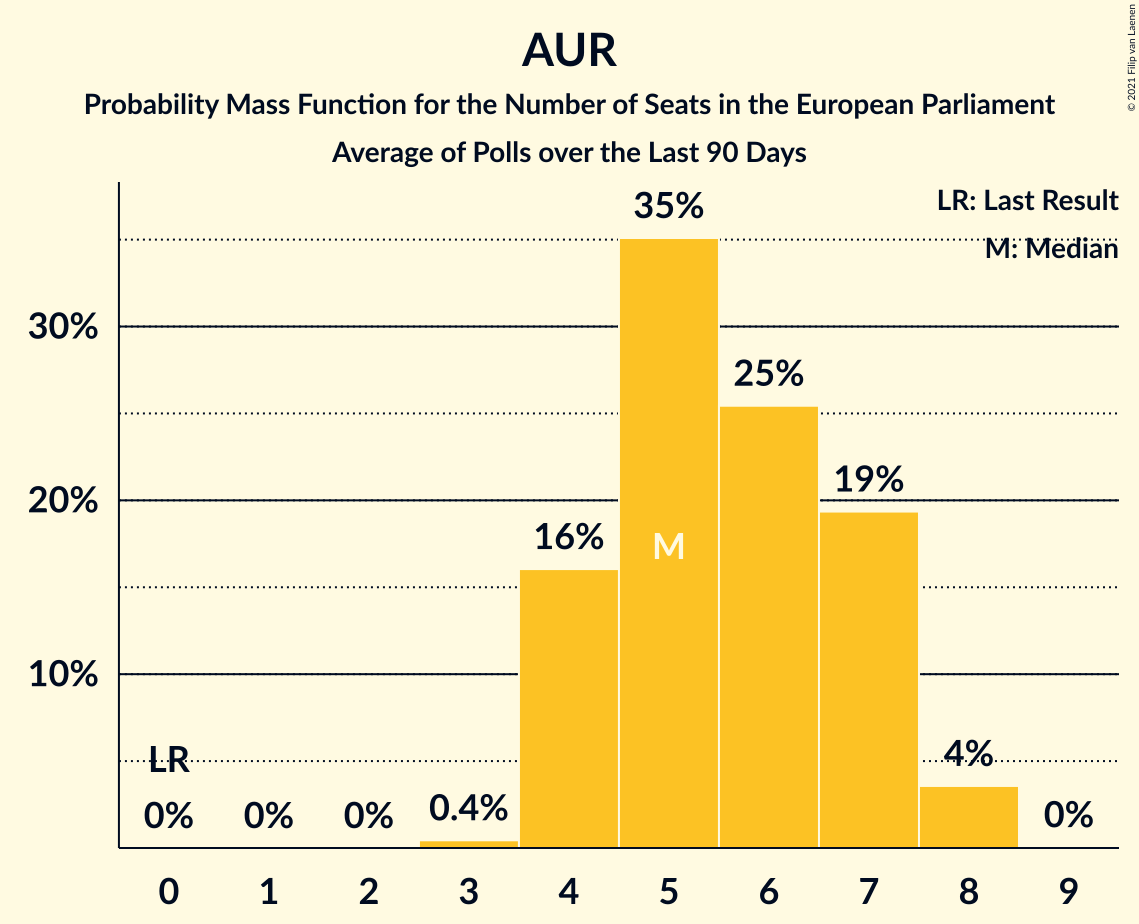 AUR
Probability Mass Function for the Number of Seats in the European Parliament
Average of Polls over the Last 90 Days
© 2021 Filip van Laenen
LR: Last Result
M: Median
35%
30%
25%
20%
19%
16%
M
10%
LR
4%
0%
0%
0%
0.4%
0%
0 1 2 3 4 5 6 7 8 9